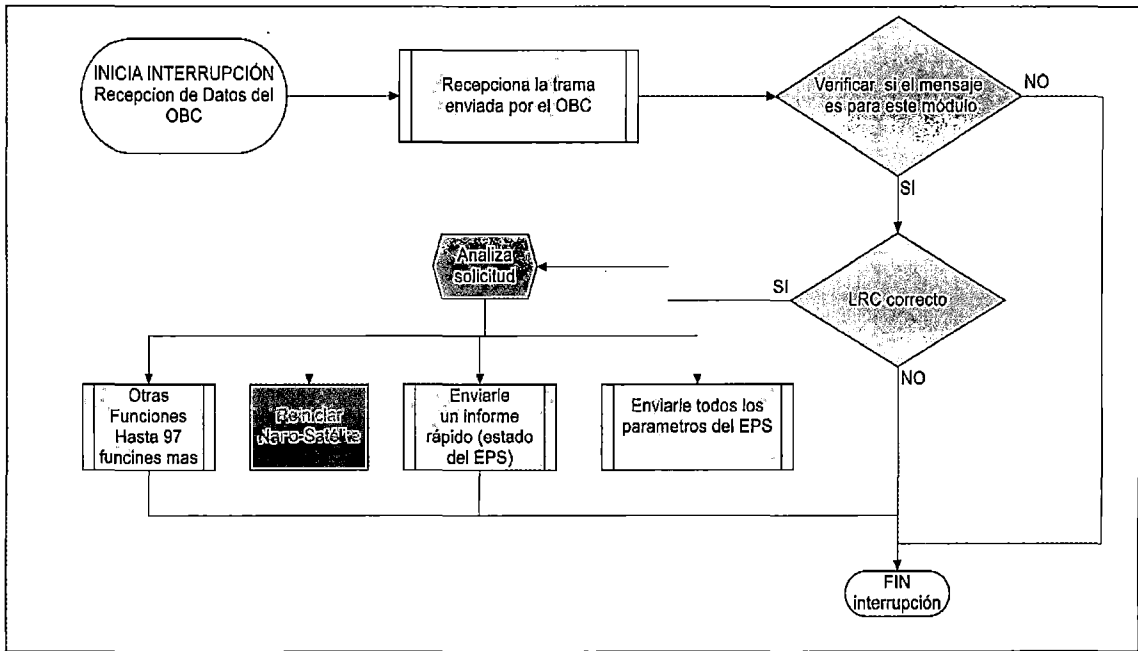 INICIA INTERRUPCIÓN
Recepcion de Datos del
OBC
Recepciona la trama
enviada por el OBC
Verificar si el mensaje
es para este módulo
NO
SI
Analiza
solicitud
SI
LRC correcto
NO
Otras
Funciones
Hasta 97
funcines mas
Reiniciar
Nano-Satélite
Enviarle
un informe
rápido (estado
del EPS)
Enviarle todos los
parametros del EPS
FIN
interrupción